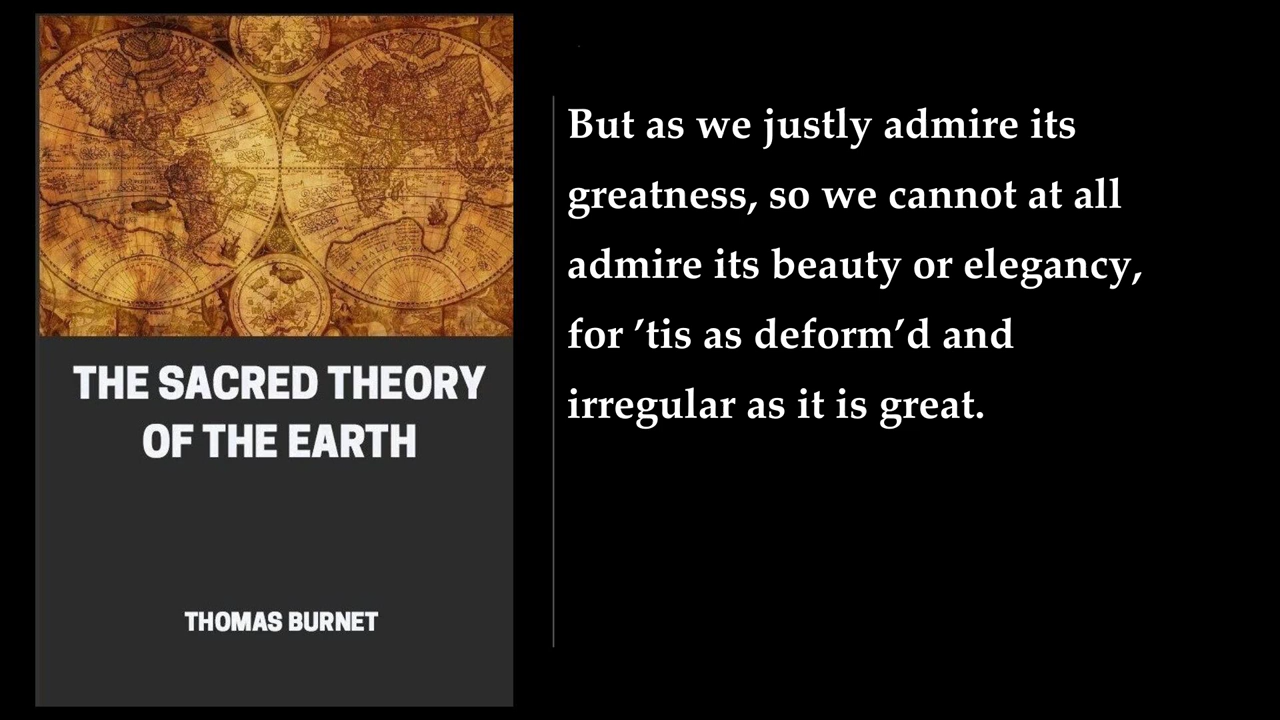 THE SACRED THEORY
OF THE EARTH
THOMAS BURNET
But as we justly admire its
greatness, so we cannot at all
admire its beauty or elegancy,
for ’tis as deform’d and
irregular as it is great.